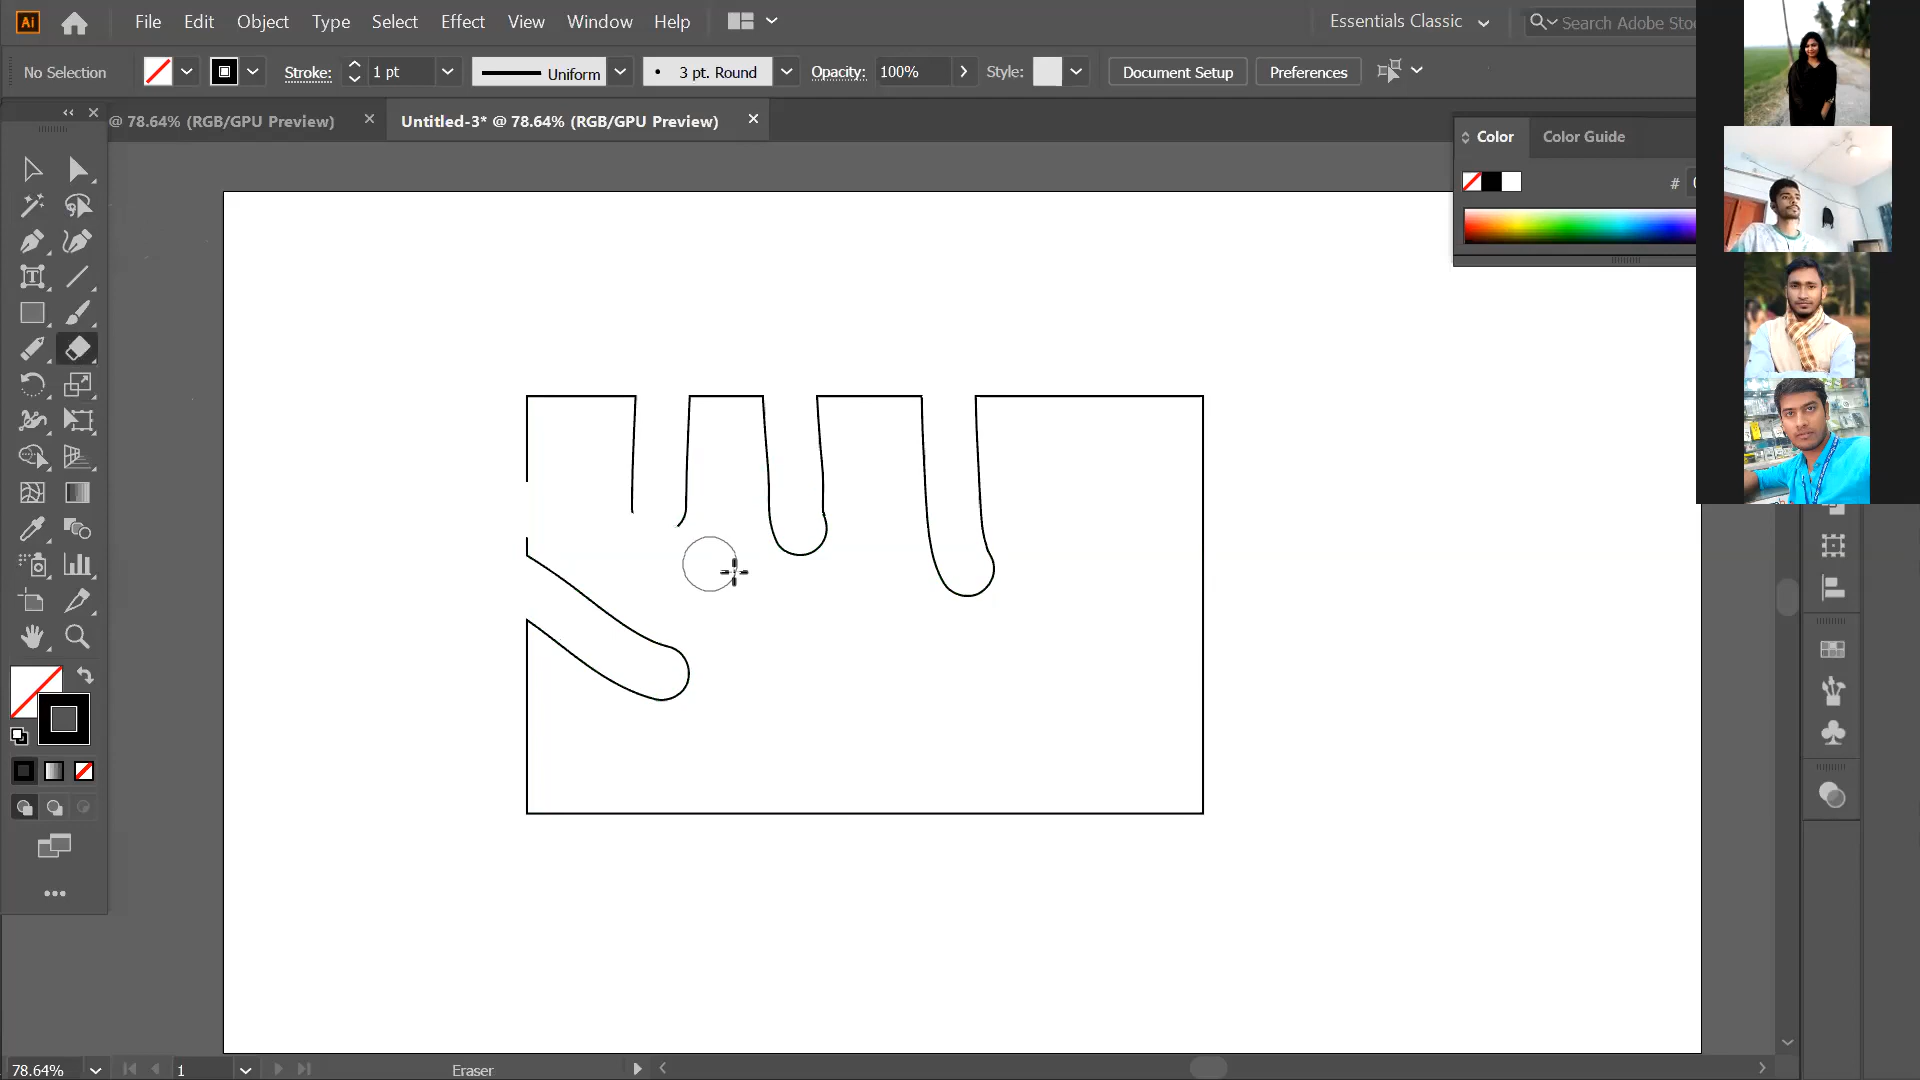 Ai File Edit Object Type Select Effect View Window Help Essentials Classic Search Adobe Sto
No Selection Stroke: 1 pt Uniform • 3 pt. Round Opacity: 100% Style: Document Setup Preferences
@ 78.64% (RGB/GPU Preview) Untitled-3* @ 78.64% (RGB/GPU Preview)
Color Color Guide
#
78.64% 1 Eraser